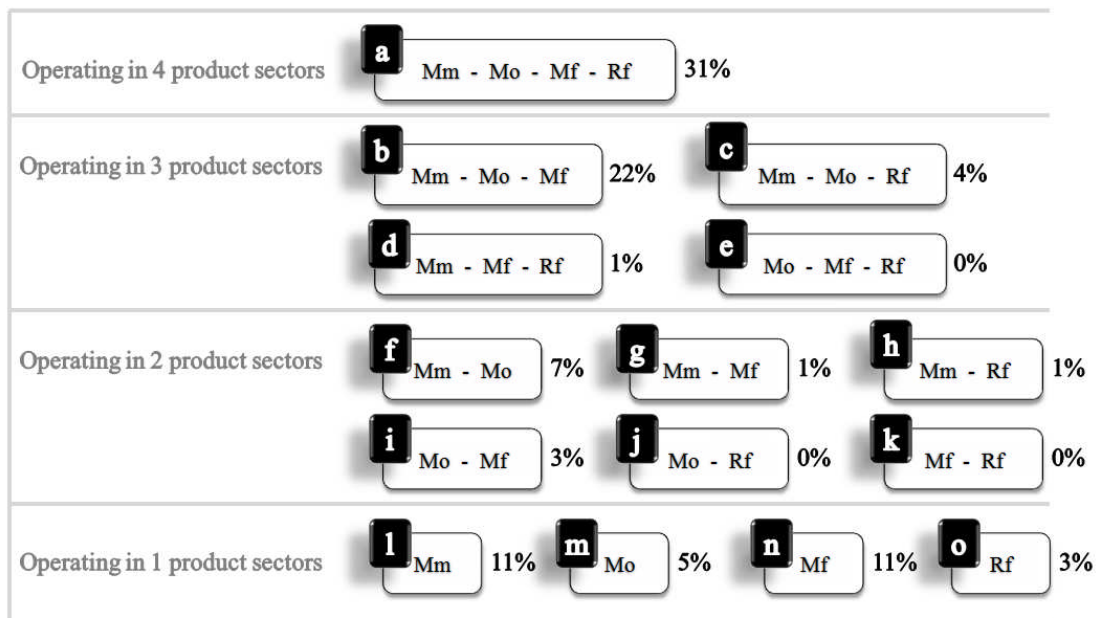 a
Operating in 4 product sectors Mm - Mo - Mf - Rf 31%
b c
Operating in 3 product sectors Mm - Mo - Mf 22% Mm - Mo - Rf 4%
d e
Mm - Mf - Rf 1% Mo - Mf - Rf 0%
f g h
Operating in 2 product sectors Mm - Mo 7% Mm - Mf 1% Mm - Rf 1%
i j k
Mo - Mf 3% Mo - Rf 0% Mf - Rf 0%
l m n o
Operating in 1 product sectors Mm 11% Mo 5% Mf 11% Rf 3%